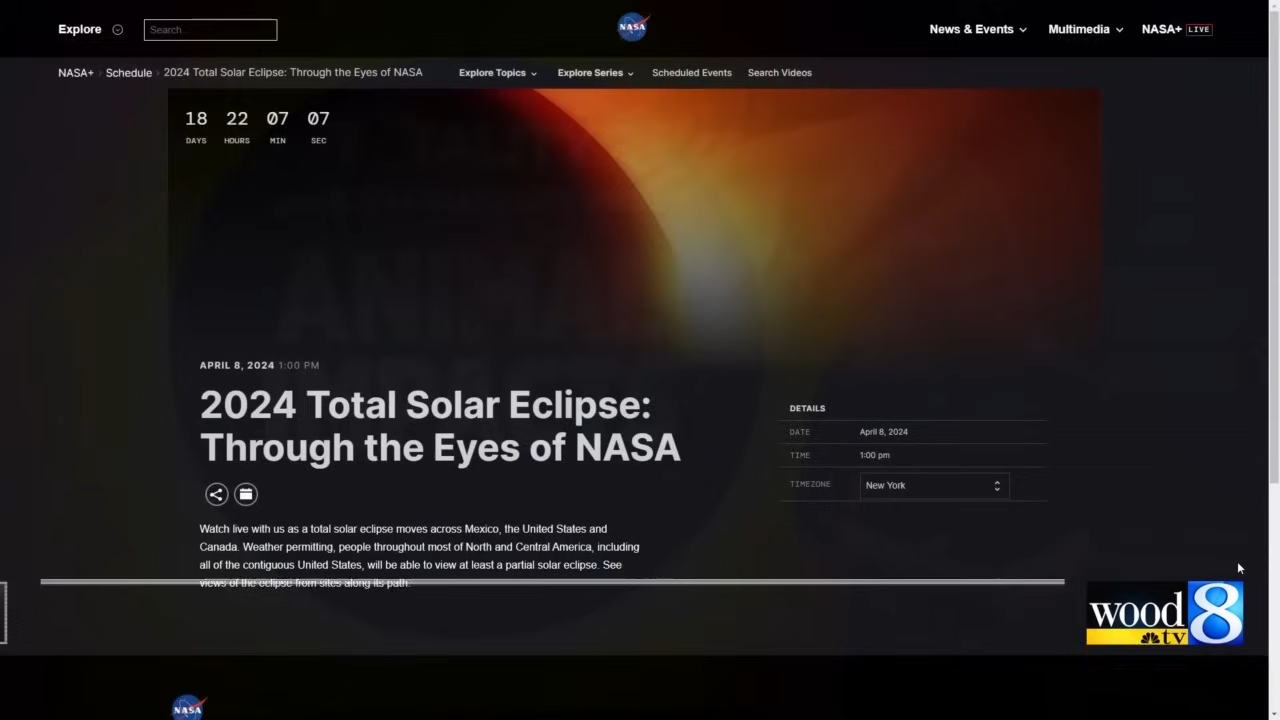 Explore
Search...
NASA
News & Events
Multimedia
NASA+ LIVE
NASA+ › Schedule › 2024 Total Solar Eclipse: Through the Eyes of NASA
Explore Topics
Explore Series
Scheduled Events
Search Videos
18 22 07 07
DAYS HOURS MIN SEC
APRIL 8, 2024 1:00 PM
2024 Total Solar Eclipse:
Through the Eyes of NASA
Watch live with us as a total solar eclipse moves across Mexico, the United States and
Canada. Weather permitting, people throughout most of North and Central America, including
all of the contiguous United States, will be able to view at least a partial solar eclipse. See
views of the eclipse from sites along its path.
DETAILS
DATE April 8, 2024
TIME 1:00 pm
TIMEZONE New York
wood 8
tv
NASA